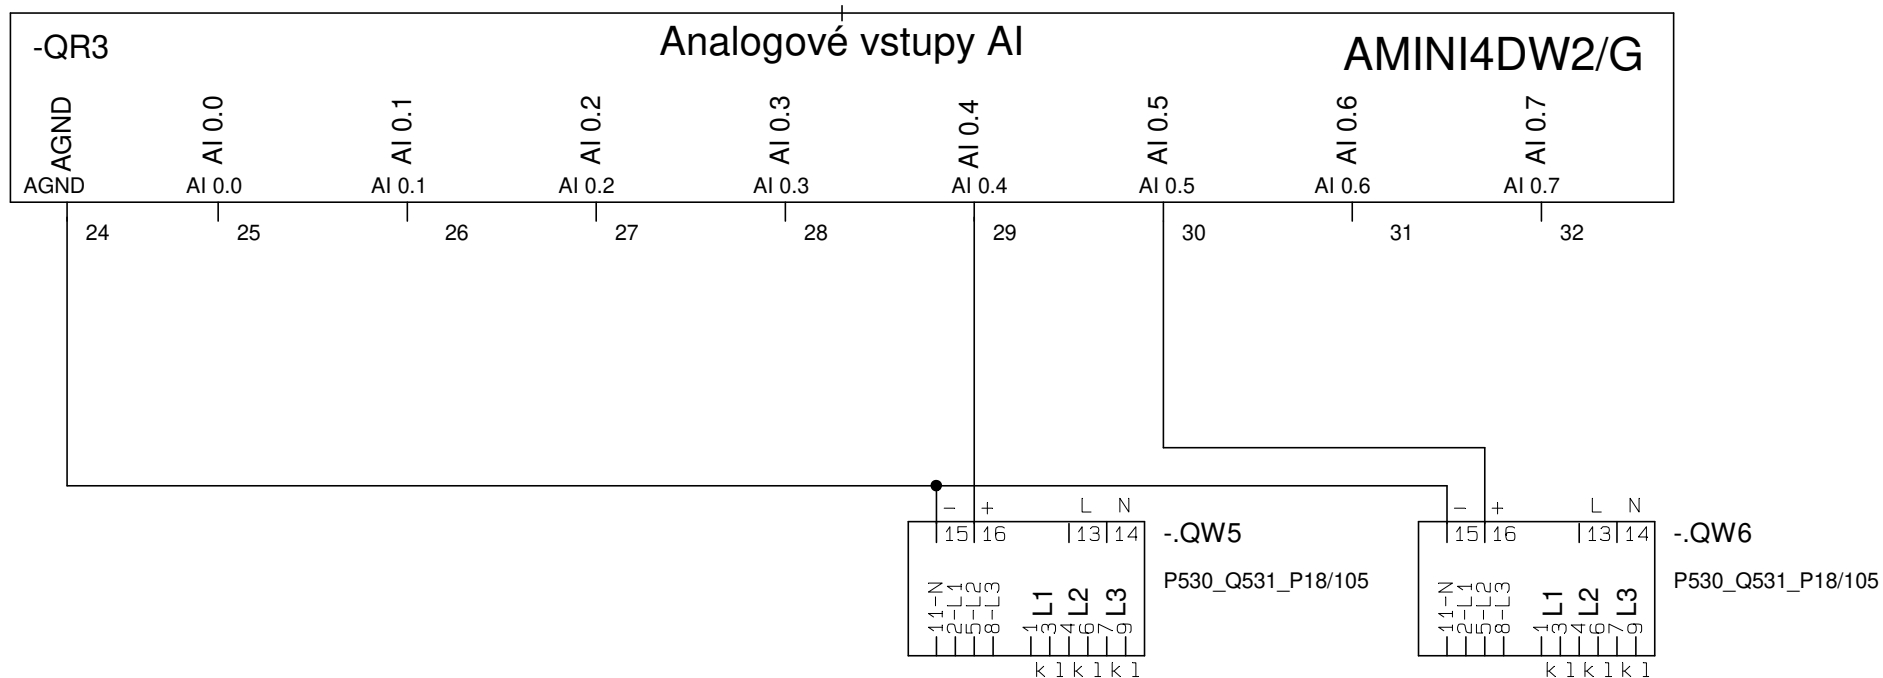 -QR3 Analogové vstupy AI AMINI4DW2/G
AGND AI 0.0 AI 0.1 AI 0.2 AI 0.3 AI 0.4 AI 0.5 AI 0.6 AI 0.7
AGND AI 0.0 AI 0.1 AI 0.2 AI 0.3 AI 0.4 AI 0.5 AI 0.6 AI 0.7
24 25 26 27 28 29 30 31 32
- + L N - + L N
15 16 13 14 -.QW5 15 16 13 14 -.QW6
P530_Q531_P18/105 P530_Q531_P18/105
11-N 2-L1 5-L2 8-L3 1 3 L1 4 6 L2 7 9 L3 11-N 2-L1 5-L2 8-L3 1 3 L1 4 6 L2 7 9 L3
k l k l k l k l k l k l